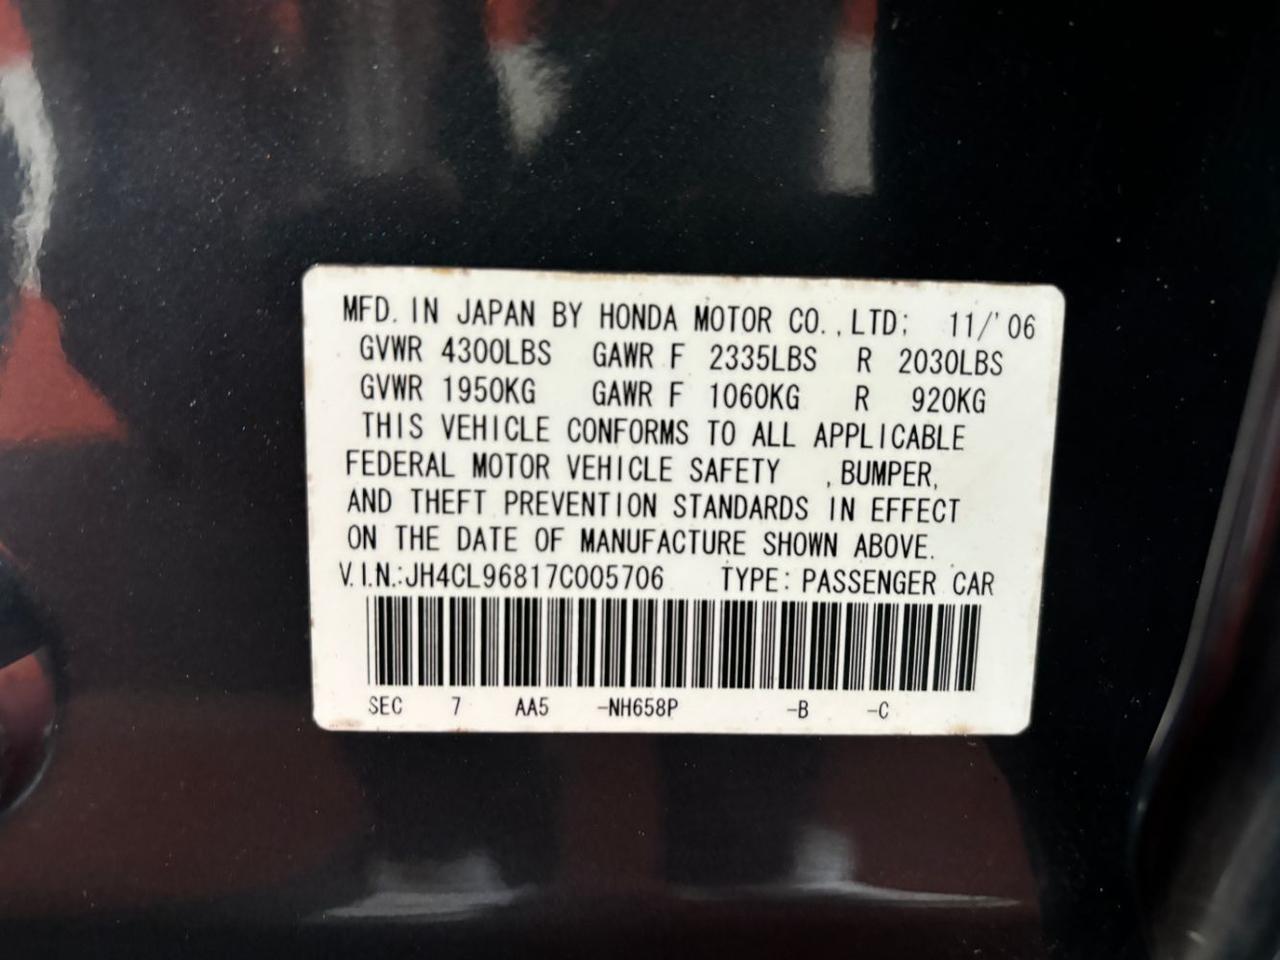 MFD. IN JAPAN BY HONDA MOTOR CO., LTD; 11/'06
GVWR 4300LBS GAWR F 2335LBS R 2030LBS
GVWR 1950KG GAWR F 1060KG R 920KG
THIS VEHICLE CONFORMS TO ALL APPLICABLE
FEDERAL MOTOR VEHICLE SAFETY , BUMPER,
AND THEFT PREVENTION STANDARDS IN EFFECT
ON THE DATE OF MANUFACTURE SHOWN ABOVE.
V.I.N.:JH4CL96817C005706 TYPE: PASSENGER CAR
SEC 7 AA5 -NH658P -B -C